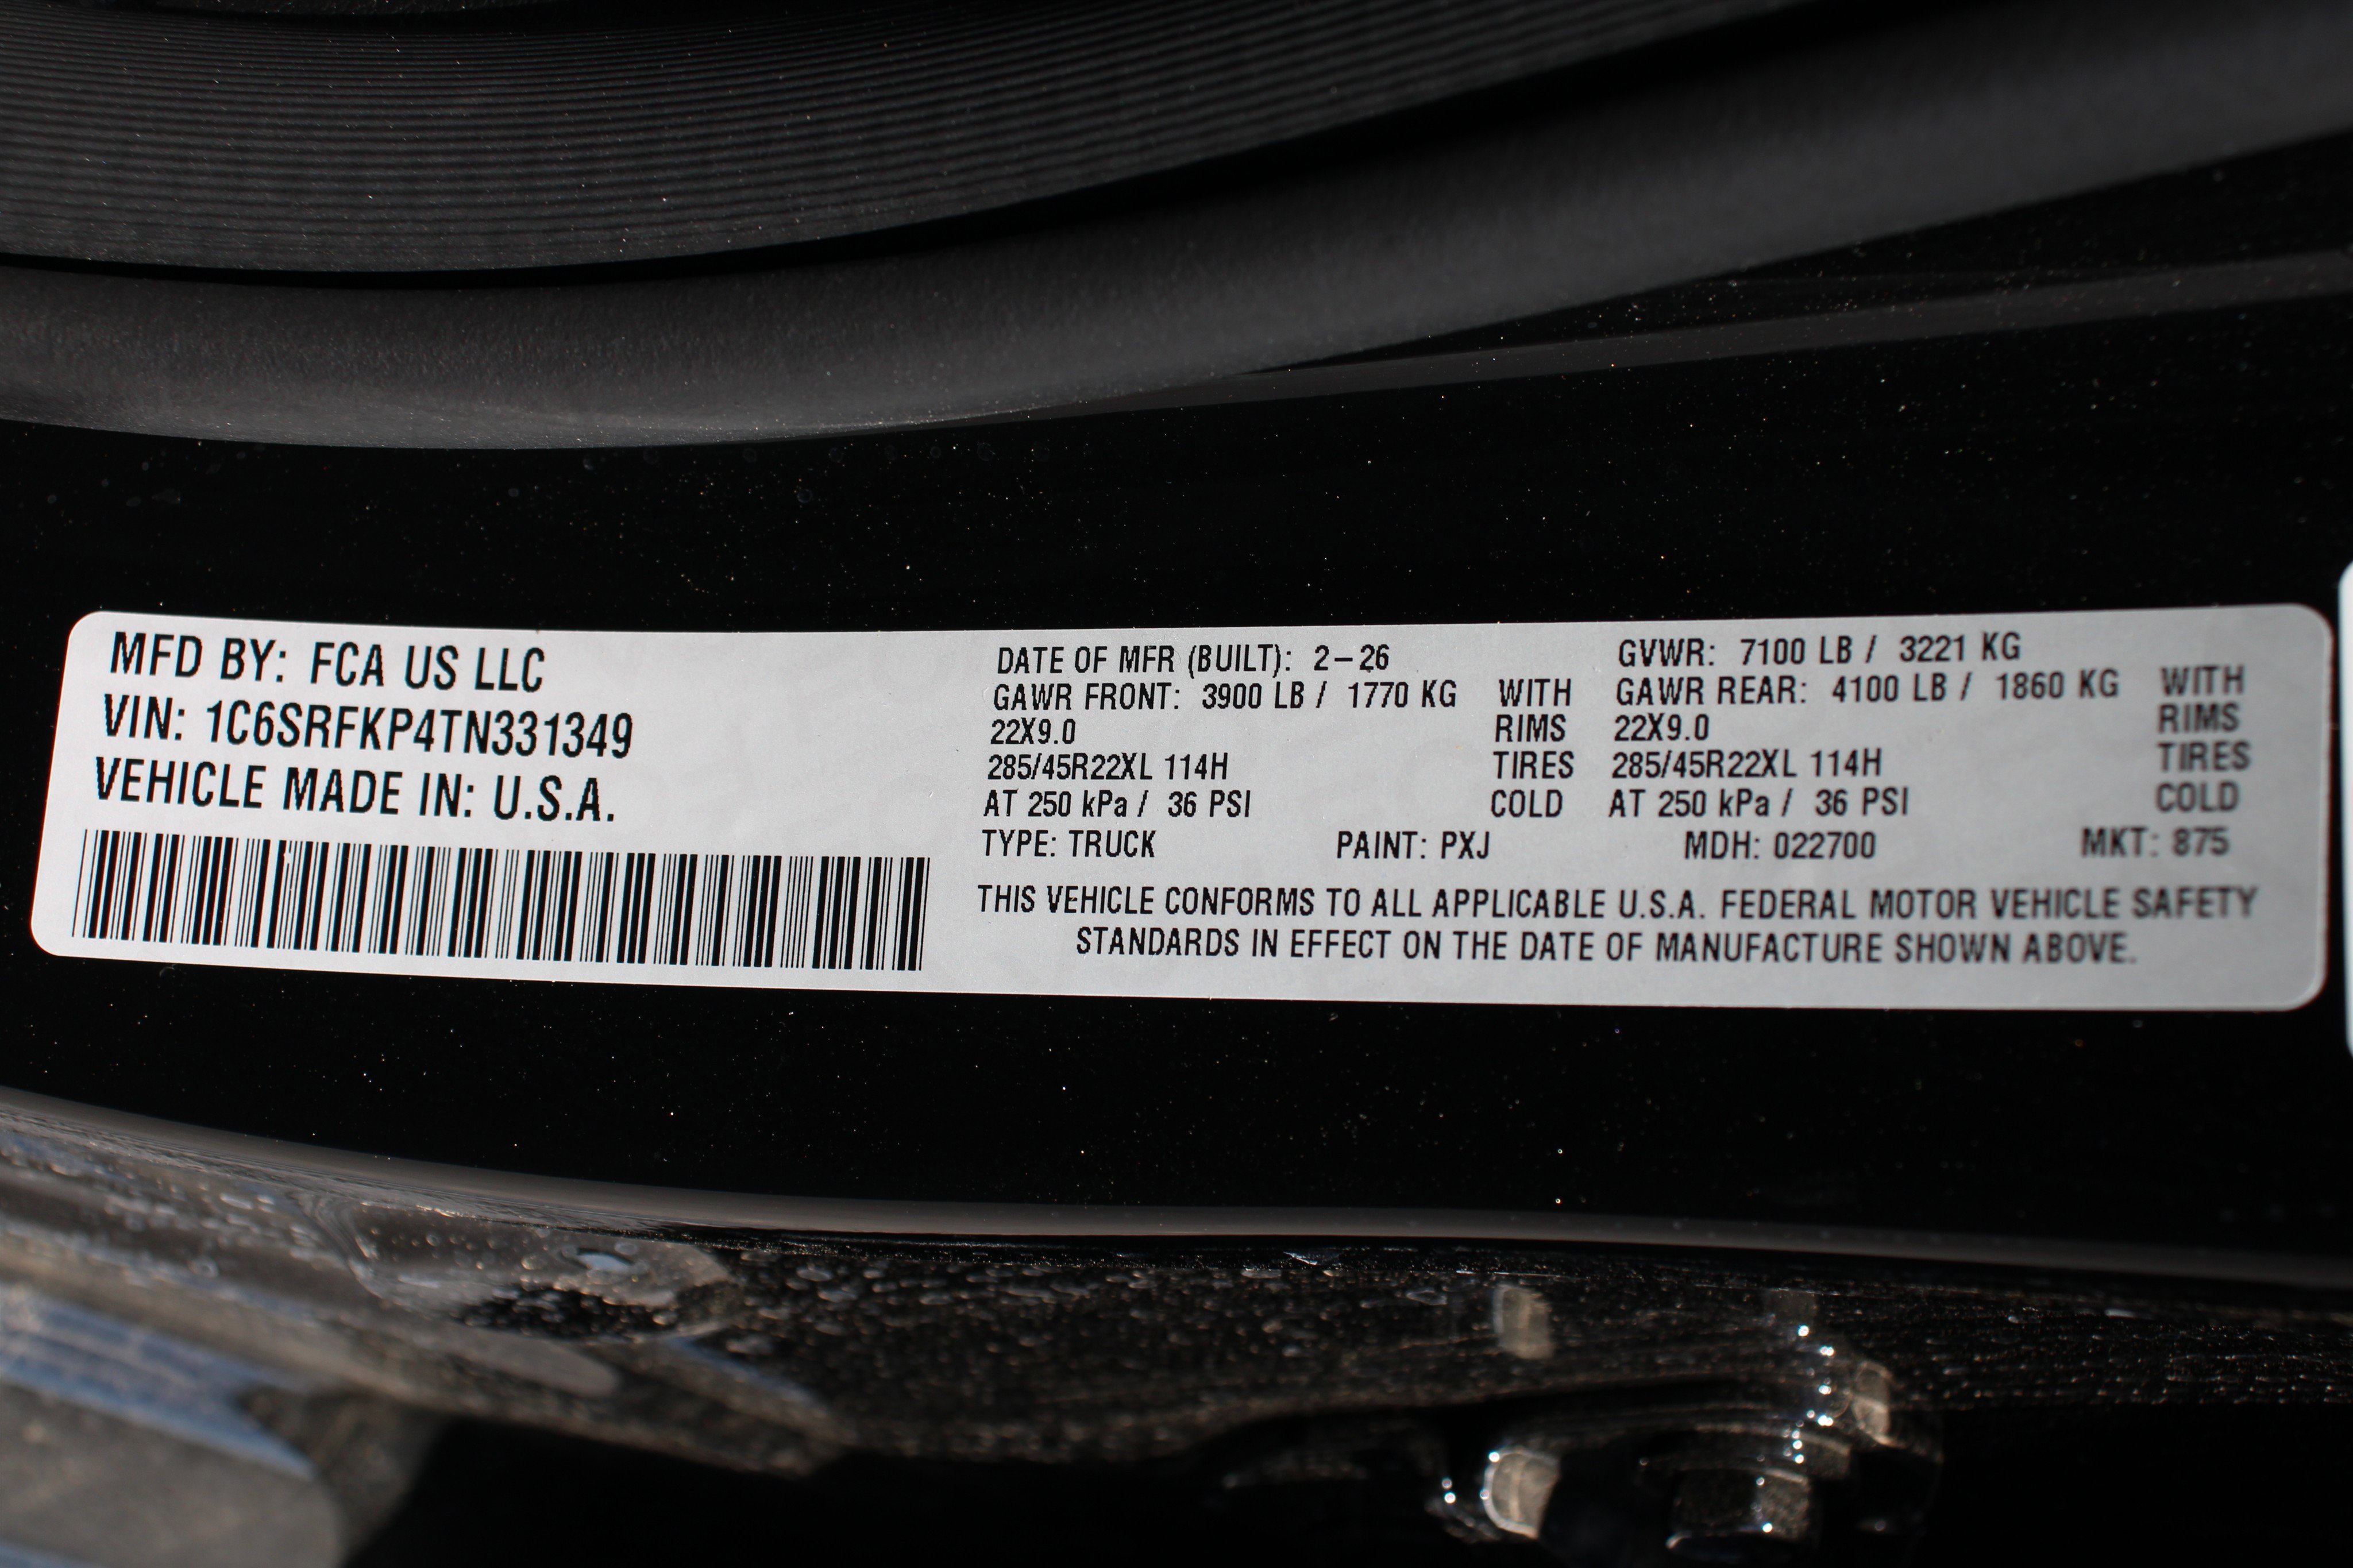 MFD BY: FCA US LLC
VIN: 1C6SRFKP4TN331349
VEHICLE MADE IN: U.S.A.
DATE OF MFR (BUILT): 2-26 GVWR: 7100 LB / 3221 KG
GAWR FRONT: 3900 LB / 1770 KG WITH GAWR REAR: 4100 LB / 1860 KG WITH
22X9.0 RIMS 22X9.0 RIMS
285/45R22XL 114H TIRES 285/45R22XL 114H TIRES
AT 250 kPa / 36 PSI COLD AT 250 kPa / 36 PSI COLD
TYPE: TRUCK PAINT: PXJ MDH: 022700 MKT: 875
THIS VEHICLE CONFORMS TO ALL APPLICABLE U.S.A. FEDERAL MOTOR VEHICLE SAFETY
STANDARDS IN EFFECT ON THE DATE OF MANUFACTURE SHOWN ABOVE.